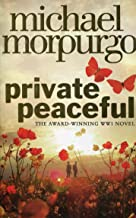 michael
morpurgo
private
peaceful
THE AWARD-WINNING WW1 NOVEL